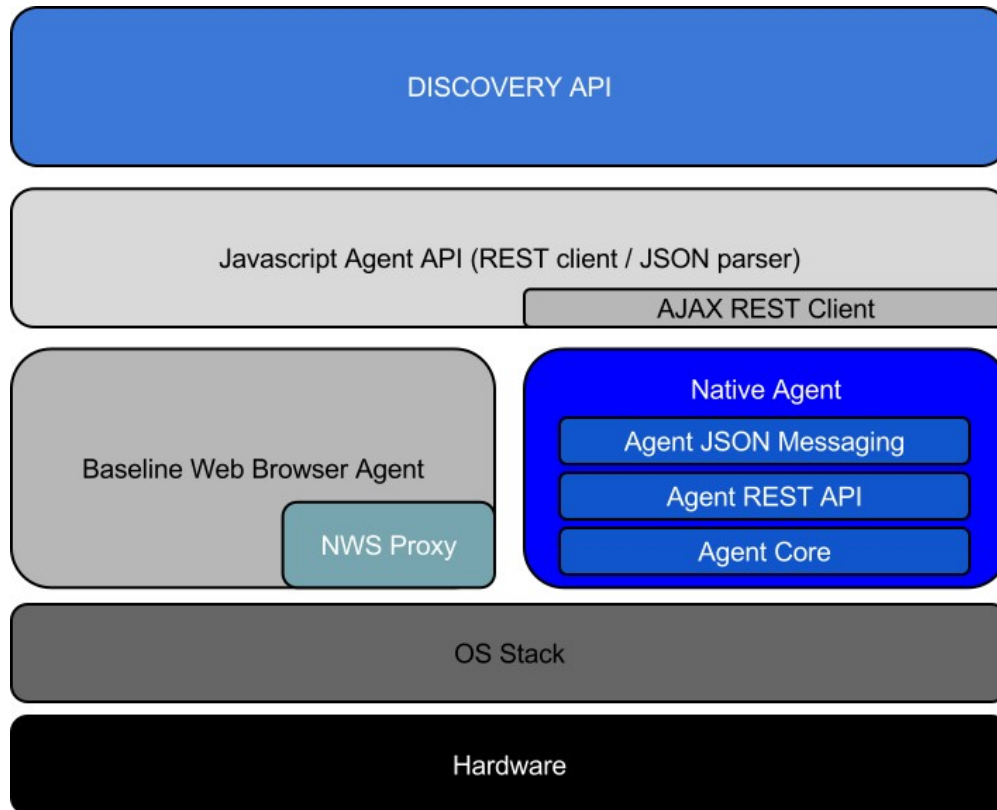 DISCOVERY API
Javascript Agent API (REST client / JSON parser)
AJAX REST Client
Baseline Web Browser Agent
NWS Proxy
Native Agent
Agent JSON Messaging
Agent REST API
Agent Core
OS Stack
Hardware